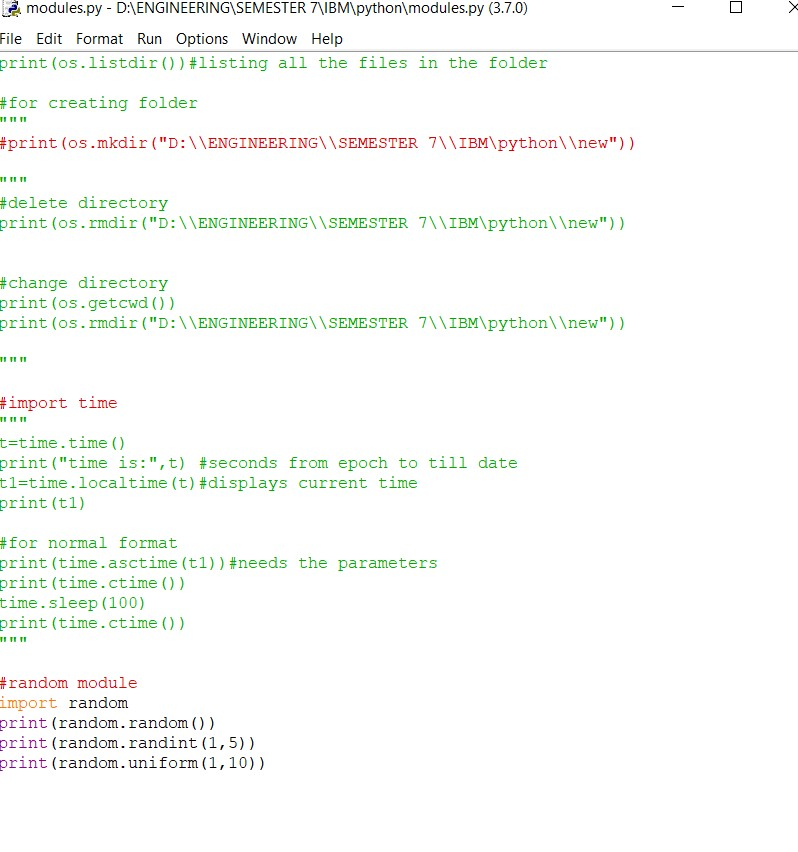 modules.py - D:\ENGINEERING\SEMESTER 7\IBM\python\modules.py (3.7.0)
File Edit Format Run Options Window Help
print(os.listdir())#listing all the files in the folder
#for creating folder
"""
#print(os.mkdir("D:\\ENGINEERING\\SEMESTER 7\\IBM\python\\new"))
"""
#delete directory
print(os.rmdir("D:\\ENGINEERING\\SEMESTER 7\\IBM\python\\new"))
#change directory
print(os.getcwd())
print(os.rmdir("D:\\ENGINEERING\\SEMESTER 7\\IBM\python\\new"))
"""
#import time
"""
t=time.time()
print("time is:",t) #seconds from epoch to till date
t1=time.localtime(t)#displays current time
print(t1)
#for normal format
print(time.asctime(t1))#needs the parameters
print(time.ctime())
time.sleep(100)
print(time.ctime())
"""
#random module
import random
print(random.random())
print(random.randint(1,5))
print(random.uniform(1,10))